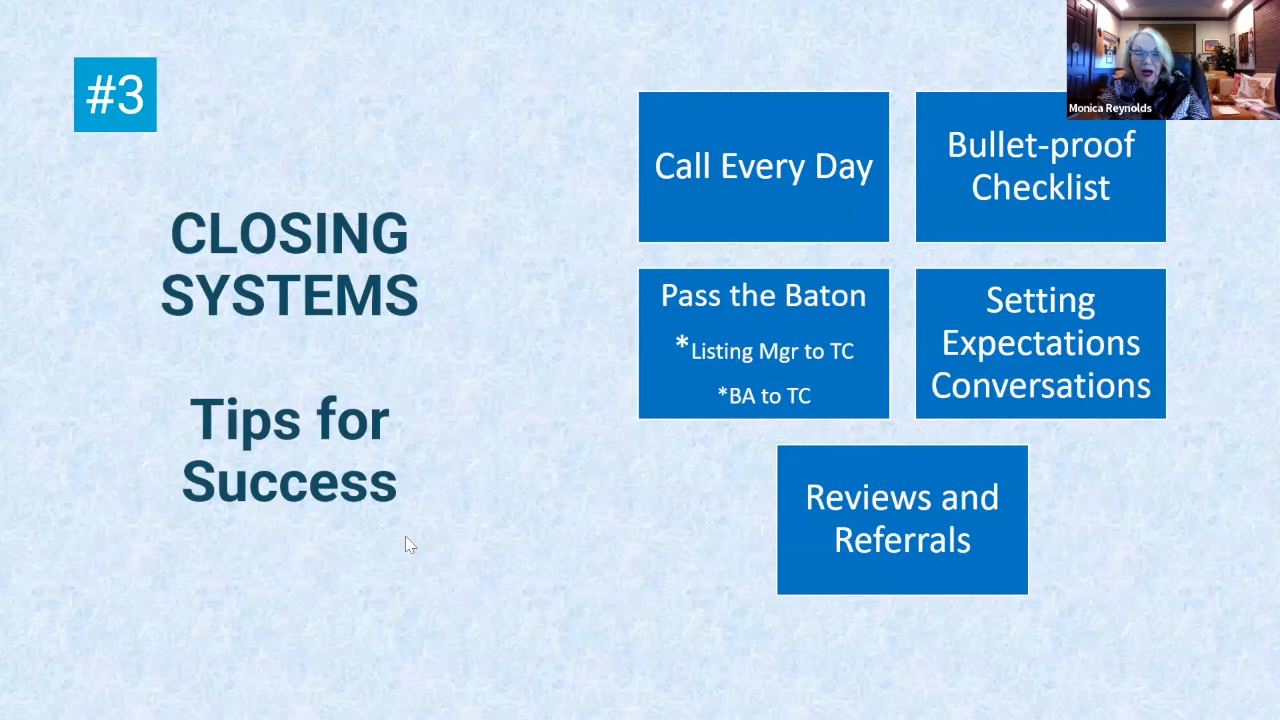 #3
CLOSING
SYSTEMS
Tips for
Success
Call Every Day
Bullet-proof
Checklist
Pass the Baton
*Listing Mgr to TC
*BA to TC
Setting
Expectations
Conversations
Reviews and
Referrals
Monica Reynolds